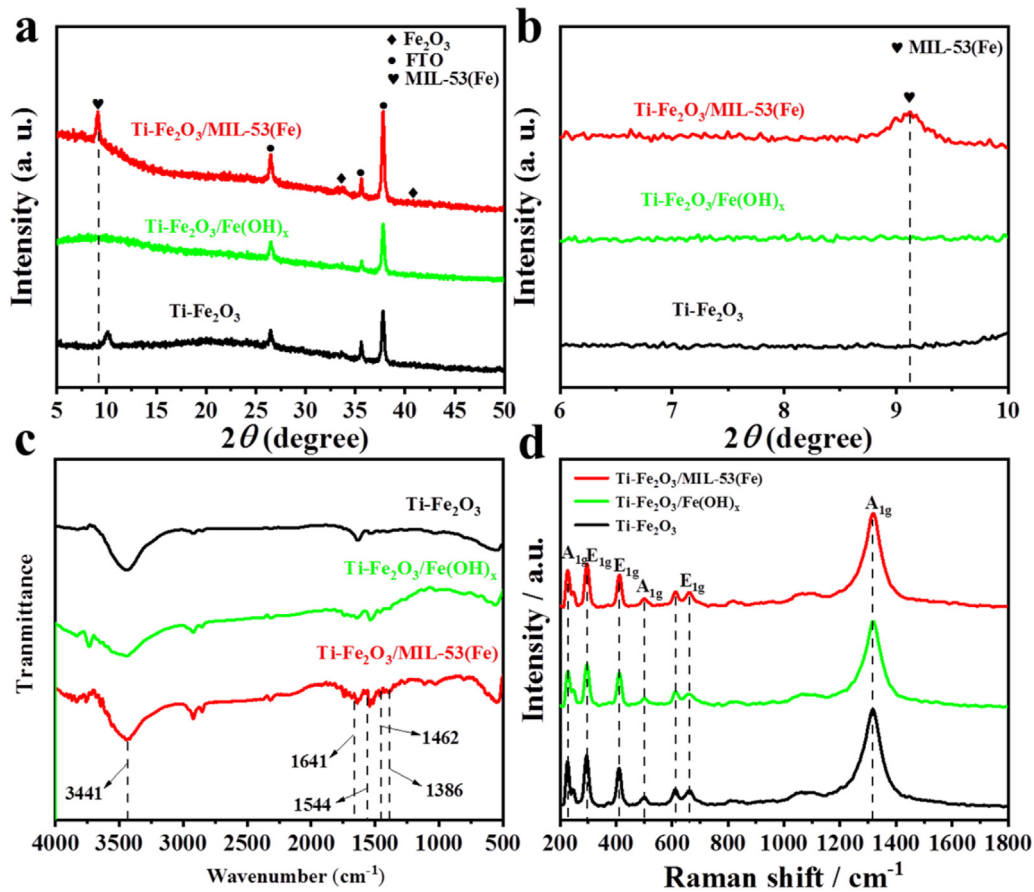 a
Intensity (a. u.)
♦ Fe₂O₃
● FTO
♥ MIL-53(Fe)
Ti-Fe₂O₃/MIL-53(Fe)
Ti-Fe₂O₃/Fe(OH)ₓ
Ti-Fe₂O₃
5 10 15 20 25 30 35 40 45 50
2θ (degree)
b
Intensity (a. u.)
♥ MIL-53(Fe)
Ti-Fe₂O₃/MIL-53(Fe)
Ti-Fe₂O₃/Fe(OH)ₓ
Ti-Fe₂O₃
6 7 8 9 10
2θ (degree)
c
Tranmittance
Ti-Fe₂O₃
Ti-Fe₂O₃/Fe(OH)ₓ
Ti-Fe₂O₃/MIL-53(Fe)
3441
1641
1544
1462
1386
4000 3500 3000 2500 2000 1500 1000 500
Wavenumber (cm⁻¹)
d
Intensity / a.u.
Ti-Fe₂O₃/MIL-53(Fe)
Ti-Fe₂O₃/Fe(OH)ₓ
Ti-Fe₂O₃
A₁g E₁g E₁g A₁g E₁g A₁g
200 400 600 800 1000 1200 1400 1600 1800
Raman shift / cm⁻¹